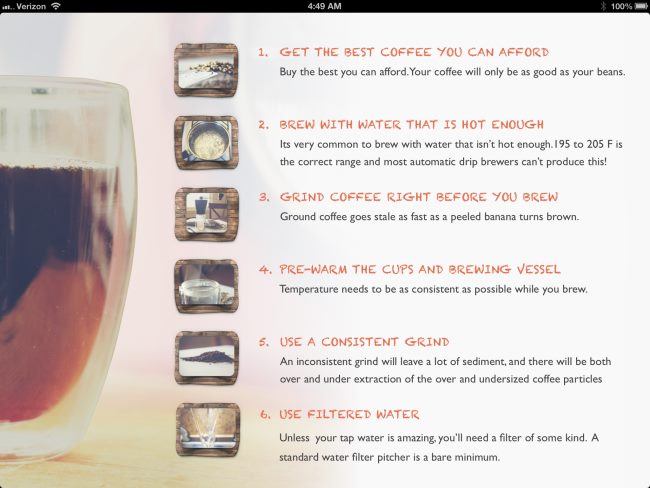 Verizon 4:49 AM 100%
1. GET THE BEST COFFEE YOU CAN AFFORD
Buy the best you can afford.Your coffee will only be as good as your beans.
2. BREW WITH WATER THAT IS HOT ENOUGH
Its very common to brew with water that isn't hot enough.195 to 205 F is
the correct range and most automatic drip brewers can't produce this!
3. GRIND COFFEE RIGHT BEFORE YOU BREW
Ground coffee goes stale as fast as a peeled banana turns brown.
4. PRE-WARM THE CUPS AND BREWING VESSEL
Temperature needs to be as consistent as possible while you brew.
5. USE A CONSISTENT GRIND
An inconsistent grind will leave a lot of sediment, and there will be both
over and under extraction of the over and undersized coffee particles
6. USE FILTERED WATER
Unless your tap water is amazing, you'll need a filter of some kind. A
standard water filter pitcher is a bare minimum.